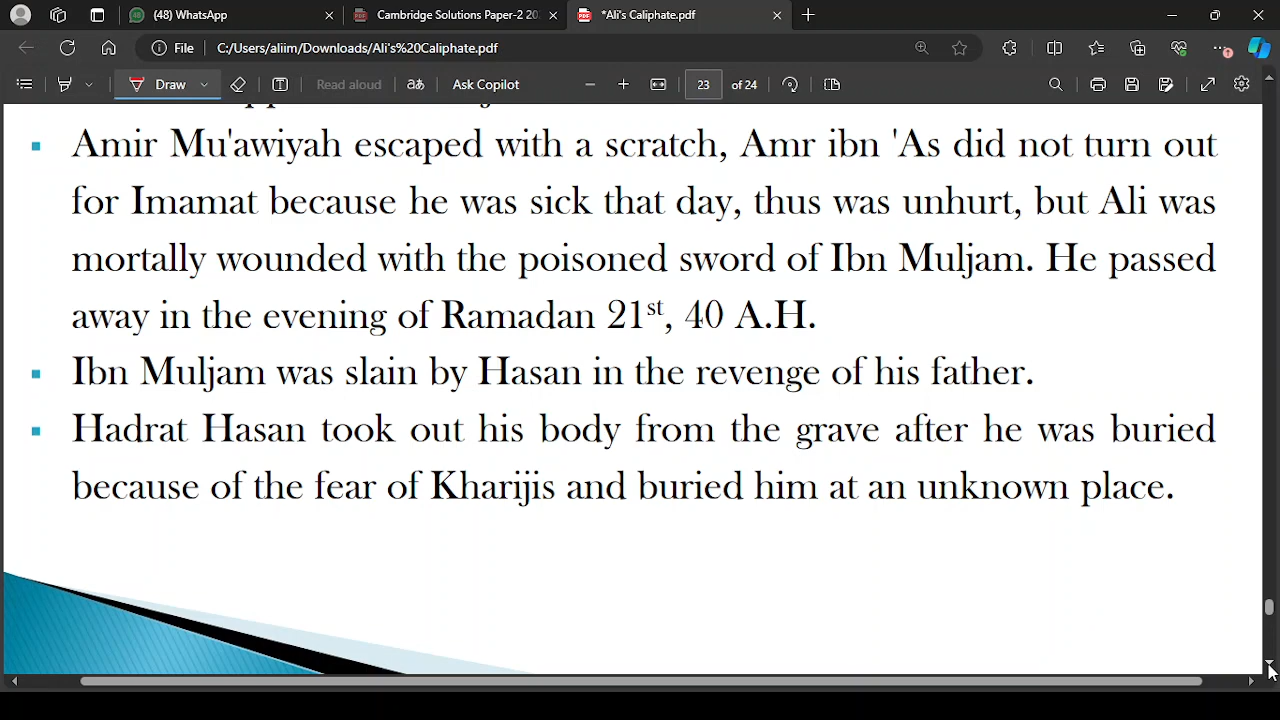 (48) WhatsApp
Cambridge Solutions Paper-2 20
*Ali's Caliphate.pdf
File
C:/Users/aliim/Downloads/Ali's%20Caliphate.pdf
Draw
Read aloud
aあ
Ask Copilot
23
of 24
Amir Mu'awiyah escaped with a scratch, Amr ibn 'As did not turn out
for Imamat because he was sick that day, thus was unhurt, but Ali was
mortally wounded with the poisoned sword of Ibn Muljam. He passed
away in the evening of Ramadan 21st, 40 A.H.
Ibn Muljam was slain by Hasan in the revenge of his father.
Hadrat Hasan took out his body from the grave after he was buried
because of the fear of Kharijis and buried him at an unknown place.